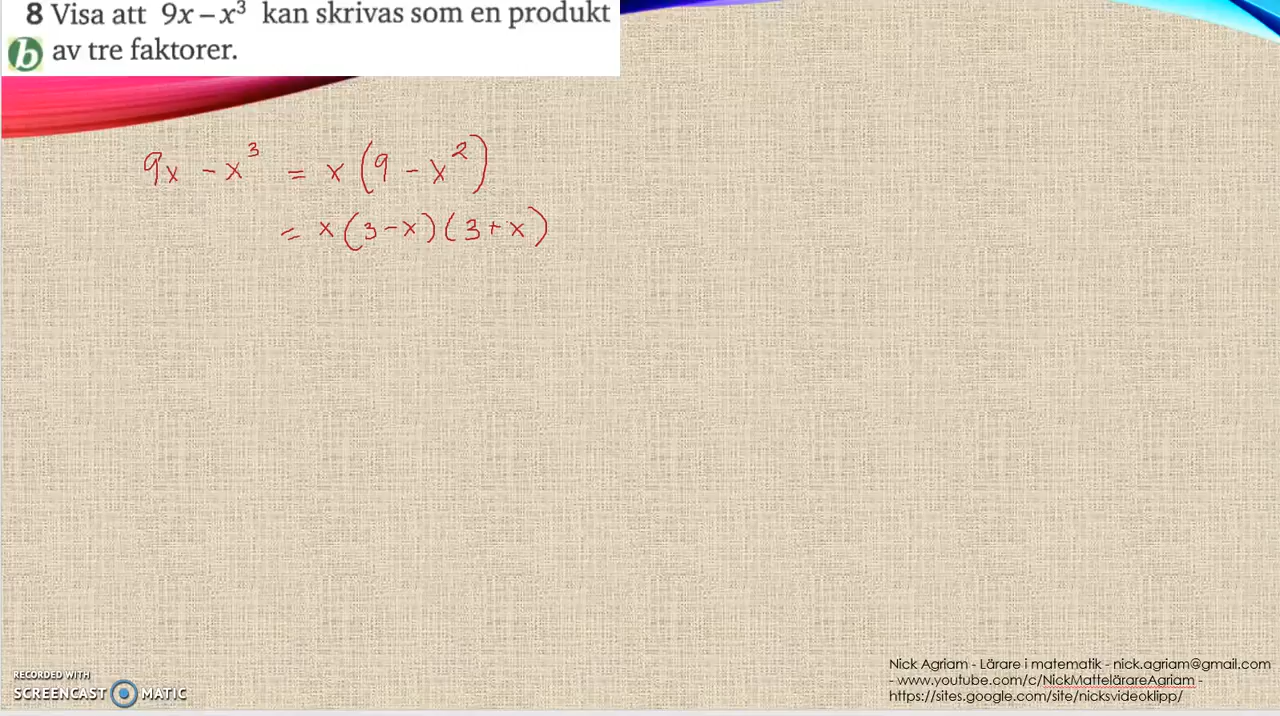 8 Visa att 9x – x³ kan skrivas som en produkt
b av tre faktorer.
9x - x³ = x(9 - x²)
= x(3-x)(3+x)
RECORDED WITH
SCREENCAST MATIC
Nick Agriam - Lärare i matematik - nick.agriam@gmail.com
- www.youtube.com/c/NickMattelärareAgriam -
https://sites.google.com/site/nicksvideoklipp/